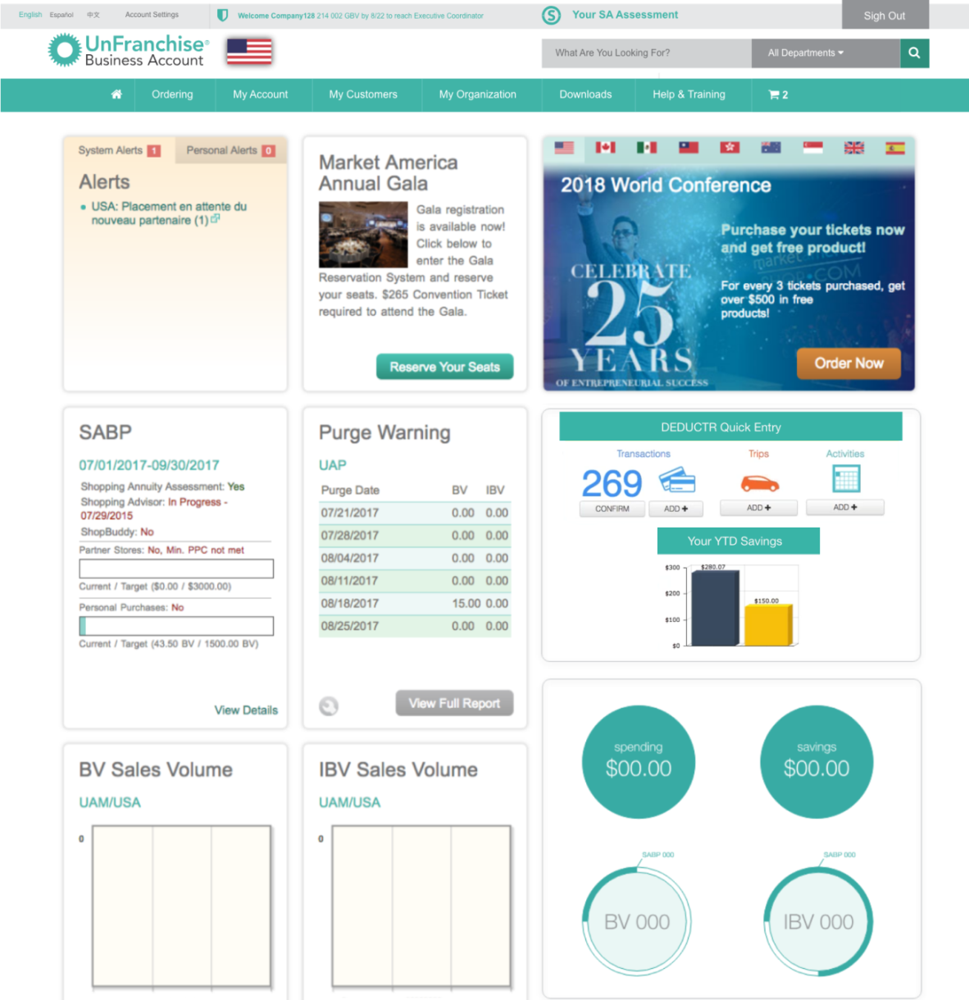 English Español 中文 Account Settings Welcome Company128 214 002 GBV by 8/22 to reach Executive Coordinator Your SA Assessment Sigh Out
UnFranchise®
Business Account
What Are You Looking For? All Departments
Ordering My Account My Customers My Organization Downloads Help & Training 2
System Alerts 1 Personal Alerts 0
Alerts
USA: Placement en attente du
nouveau partenaire (1)
Market America
Annual Gala
Gala registration
is available now!
Click below to
enter the Gala
Reservation System and reserve
your seats. $265 Convention Ticket
required to attend the Gala.
Reserve Your Seats
2018 World Conference
Purchase your tickets now
and get free product!
market
.COM
CELEBRATE
25
YEARS
OF ENTREPRENEURIAL SUCCESS
For every 3 tickets purchased, get
over $500 in free
products!
Order Now
SABP
07/01/2017-09/30/2017
Shopping Annuity Assessment: Yes
Shopping Advisor: In Progress -
07/29/2015
ShopBuddy: No
Partner Stores: No, Min. PPC not met
Current / Target ($0.00 / $3000.00)
Personal Purchases: No
Current / Target (43.50 BV / 1500.00 BV)
View Details
Purge Warning
UAP
Purge Date BV IBV
07/21/2017 0.00 0.00
07/28/2017 0.00 0.00
08/04/2017 0.00 0.00
08/11/2017 0.00 0.00
08/18/2017 15.00 0.00
08/25/2017 0.00 0.00
View Full Report
DEDUCTR Quick Entry
Transactions Trips Activities
269
CONFIRM ADD+ ADD+ ADD+
Your YTD Savings
$300 $280.07
$200
$150.00
$100
$0
BV Sales Volume
UAM/USA
0
IBV Sales Volume
UAM/USA
0
spending
$00.00
savings
$00.00
SABP 000
BV 000
SABP 000
IBV 000